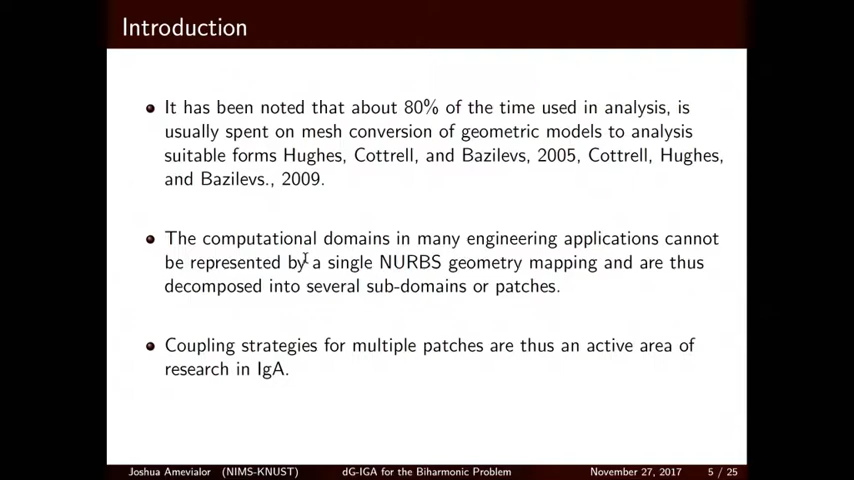 Introduction
It has been noted that about 80% of the time used in analysis, is
usually spent on mesh conversion of geometric models to analysis
suitable forms Hughes, Cottrell, and Bazilevs, 2005, Cottrell, Hughes,
and Bazilevs., 2009.
The computational domains in many engineering applications cannot
be represented by a single NURBS geometry mapping and are thus
decomposed into several sub-domains or patches.
Coupling strategies for multiple patches are thus an active area of
research in IgA.
Joshua Amevialor (NIMS-KNUST) dG-IGA for the Biharmonic Problem November 27, 2017 5 / 25